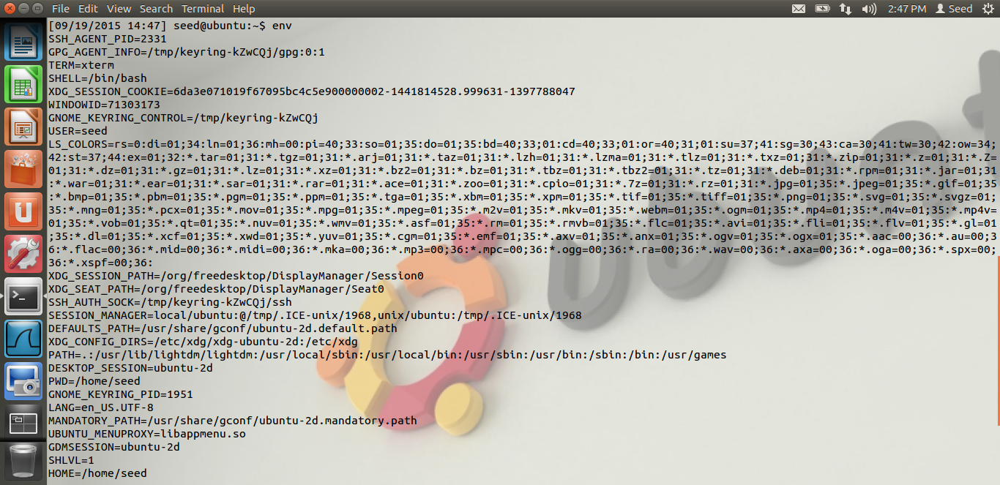 File Edit View Search Terminal Help 2:47 PM Seed
[09/19/2015 14:47] seed@ubuntu:~$ env
SSH_AGENT_PID=2331
GPG_AGENT_INFO=/tmp/keyring-kZwCQj/gpg:0:1
TERM=xterm
SHELL=/bin/bash
XDG_SESSION_COOKIE=6da3e071019f67095bc4c5e900000002-1441814528.999631-1397788047
WINDOWID=71303173
GNOME_KEYRING_CONTROL=/tmp/keyring-kZwCQj
USER=seed
LS_COLORS=rs=0:di=01;34:ln=01;36:mh=00:pi=40;33:so=01;35:do=01;35:bd=40;33;01:cd=40;33;01:or=40;31;01:su=37;41:sg=30;43:ca=30;41:tw=30;42:ow=34;
42:st=37;44:ex=01;32:*.tar=01;31:*.tgz=01;31:*.arj=01;31:*.taz=01;31:*.lzh=01;31:*.lzma=01;31:*.tlz=01;31:*.txz=01;31:*.zip=01;31:*.z=01;31:*.Z=
01;31:*.dz=01;31:*.gz=01;31:*.lz=01;31:*.xz=01;31:*.bz2=01;31:*.bz=01;31:*.tbz=01;31:*.tbz2=01;31:*.tz=01;31:*.deb=01;31:*.rpm=01;31:*.jar=01;31
:*.war=01;31:*.ear=01;31:*.sar=01;31:*.rar=01;31:*.ace=01;31:*.zoo=01;31:*.cpio=01;31:*.7z=01;31:*.rz=01;31:*.jpg=01;35:*.jpeg=01;35:*.gif=01;35
:*.bmp=01;35:*.pbm=01;35:*.pgm=01;35:*.ppm=01;35:*.tga=01;35:*.xbm=01;35:*.xpm=01;35:*.tif=01;35:*.tiff=01;35:*.png=01;35:*.svg=01;35:*.svgz=01;
35:*.mng=01;35:*.pcx=01;35:*.mov=01;35:*.mpg=01;35:*.mpeg=01;35:*.m2v=01;35:*.mkv=01;35:*.webm=01;35:*.ogm=01;35:*.mp4=01;35:*.m4v=01;35:*.mp4v=
01;35:*.vob=01;35:*.qt=01;35:*.nuv=01;35:*.wmv=01;35:*.asf=01;35:*.rm=01;35:*.rmvb=01;35:*.flc=01;35:*.avi=01;35:*.fli=01;35:*.flv=01;35:*.gl=01
;35:*.dl=01;35:*.xcf=01;35:*.xwd=01;35:*.yuv=01;35:*.cgm=01;35:*.emf=01;35:*.axv=01;35:*.anx=01;35:*.ogv=01;35:*.ogx=01;35:*.aac=00;36:*.au=00;3
6:*.flac=00;36:*.mid=00;36:*.midi=00;36:*.mka=00;36:*.mp3=00;36:*.mpc=00;36:*.ogg=00;36:*.ra=00;36:*.wav=00;36:*.axa=00;36:*.oga=00;36:*.spx=00;
36:*.xspf=00;36:
XDG_SESSION_PATH=/org/freedesktop/DisplayManager/Session0
XDG_SEAT_PATH=/org/freedesktop/DisplayManager/Seat0
SSH_AUTH_SOCK=/tmp/keyring-kZwCQj/ssh
SESSION_MANAGER=local/ubuntu:@/tmp/.ICE-unix/1968,unix/ubuntu:/tmp/.ICE-unix/1968
DEFAULTS_PATH=/usr/share/gconf/ubuntu-2d.default.path
XDG_CONFIG_DIRS=/etc/xdg/xdg-ubuntu-2d:/etc/xdg
PATH=.:/usr/lib/lightdm/lightdm:/usr/local/sbin:/usr/local/bin:/usr/sbin:/usr/bin:/sbin:/bin:/usr/games
DESKTOP_SESSION=ubuntu-2d
PWD=/home/seed
GNOME_KEYRING_PID=1951
LANG=en_US.UTF-8
MANDATORY_PATH=/usr/share/gconf/ubuntu-2d.mandatory.path
UBUNTU_MENUPROXY=libappmenu.so
GDMSESSION=ubuntu-2d
SHLVL=1
HOME=/home/seed
ubunt